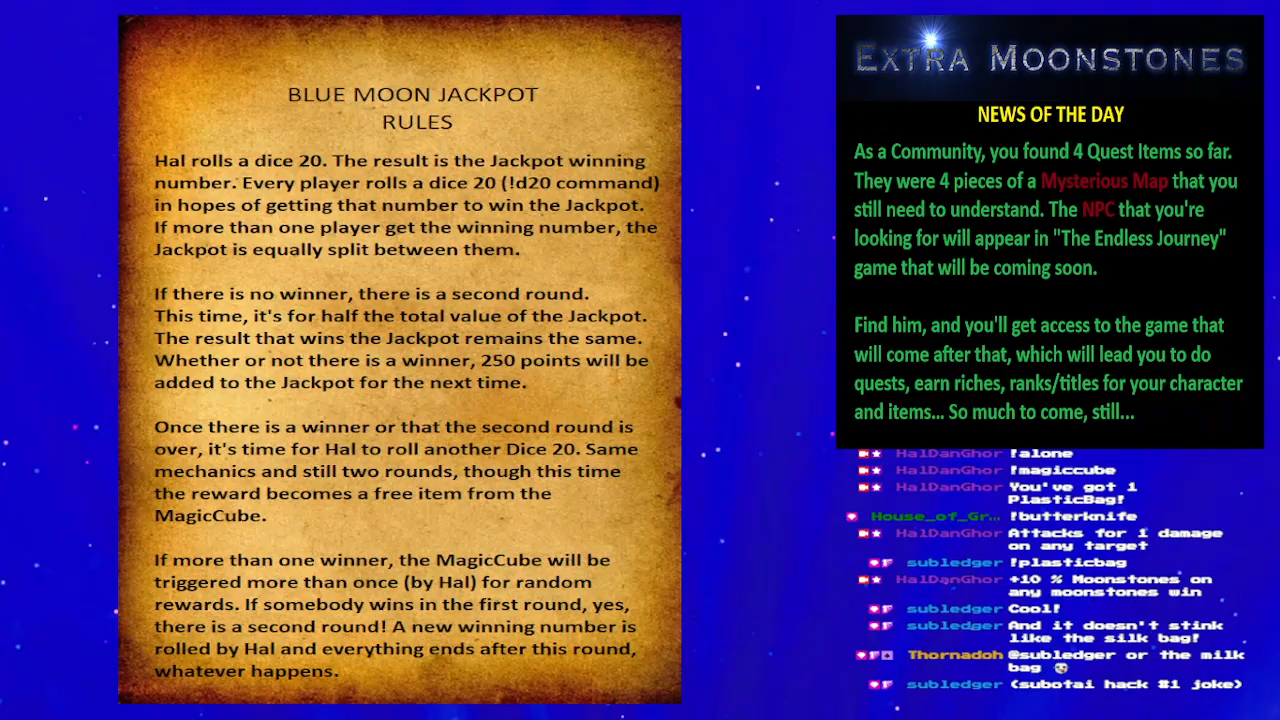 BLUE MOON JACKPOT
RULES
Hal rolls a dice 20. The result is the Jackpot winning
number. Every player rolls a dice 20 (!d20 command)
in hopes of getting that number to win the Jackpot.
If more than one player get the winning number, the
Jackpot is equally split between them.
If there is no winner, there is a second round.
This time, it's for half the total value of the Jackpot.
The result that wins the Jackpot remains the same.
Whether or not there is a winner, 250 points will be
added to the Jackpot for the next time.
Once there is a winner or that the second round is
over, it's time for Hal to roll another Dice 20. Same
mechanics and still two rounds, though this time
the reward becomes a free item from the
MagicCube.
If more than one winner, the MagicCube will be
triggered more than once (by Hal) for random
rewards. If somebody wins in the first round, yes,
there is a second round! A new winning number is
rolled by Hal and everything ends after this round,
whatever happens.
EXTRA MOONSTONES
NEWS OF THE DAY
As a Community, you found 4 Quest Items so far.
They were 4 pieces of a Mysterious Map that you
still need to understand. The NPC that you're
looking for will appear in "The Endless Journey"
game that will be coming soon.
Find him, and you'll get access to the game that
will come after that, which will lead you to do
quests, earn riches, ranks/titles for your character
and items... So much to come, still...
HalDanGhor !alone
HalDanGhor !magiccube
HalDanGhor You've got 1
PlasticBag!
House_of_Gr... !butterknife
HalDanGhor Attacks for 1 damage
on any target
subledger !plasticbag
HalDanGhor +10 % Moonstones on
any moonstones win
subledger Cool!
subledger And it doesn't stink
like the silk bag!
Thornadoh @subledger or the milk
bag
subledger (subotai hack #1 joke)